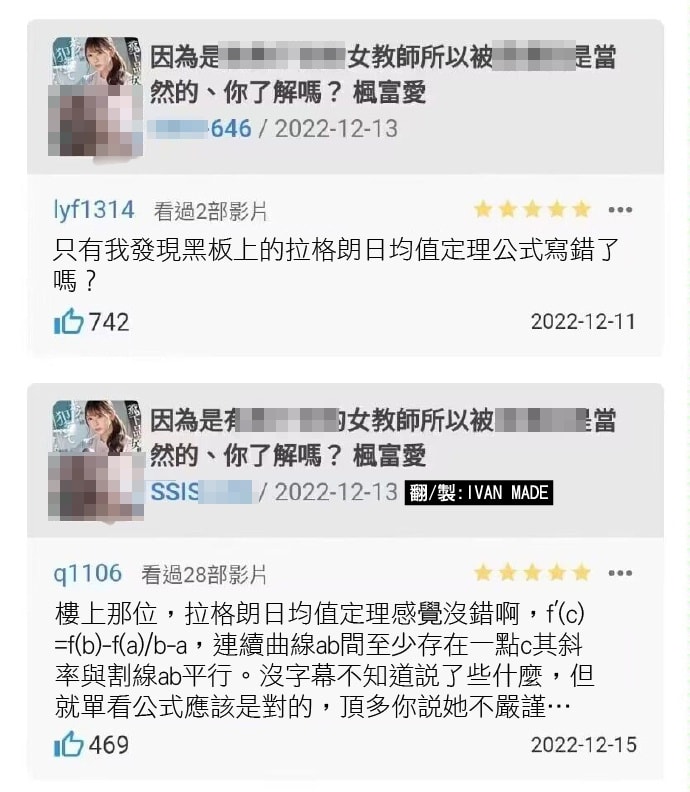 因為是 女教師所以被 是當
然的、你了解嗎？ 楓富愛
646 / 2022-12-13
lyf1314 看過2部影片
只有我發現黑板上的拉格朗日均值定理公式寫錯了
嗎？
742 2022-12-11
因為是有 的女教師所以被 是當
然的、你了解嗎？ 楓富愛
SSIS / 2022-12-13 翻/製:IVAN MADE
q1106 看過28部影片
樓上那位，拉格朗日均值定理感覺沒錯啊，f'(c)
=f(b)-f(a)/b-a，連續曲線ab間至少存在一點c其斜
率與割線ab平行。沒字幕不知道説了些什麼，但
就單看公式應該是對的，頂多你説她不嚴謹…
469 2022-12-15